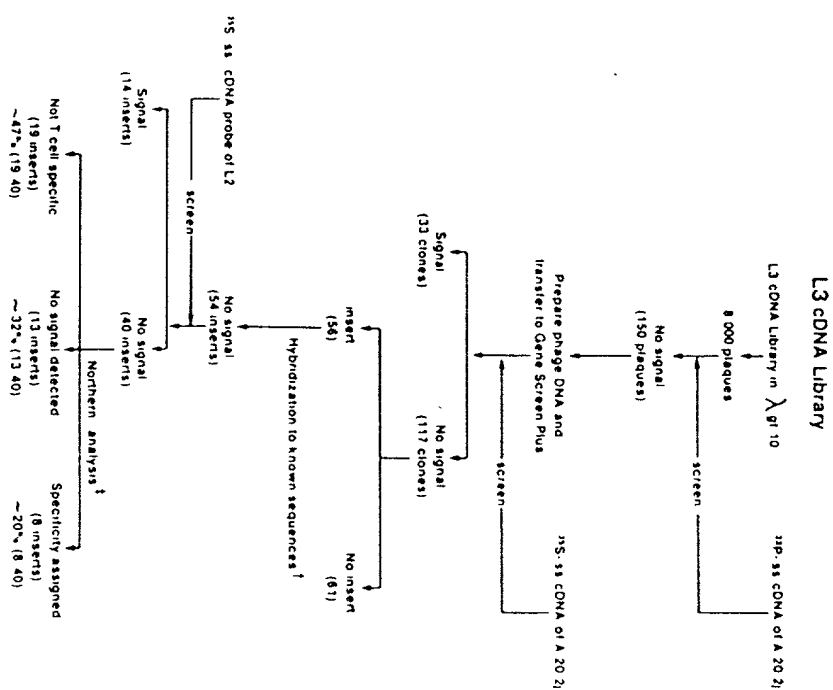 L3 cDNA Library
L3 cDNA Library in λ gt 10
³²P- ss cDNA of A 20 2
8 000 plaques
screen
No signal
(150 plaques)
Prepare phage DNA and
transfer to Gene Screen Plus
³⁵S- ss cDNA of A 20 2
screen
Signal
(33 clones)
No signal
(117 clones)
insert
(56)
No insert
(61)
Hybridization to known sequences†
³⁵S ss cDNA probe of L2
No signal
(54 inserts)
screen
Signal
(14 inserts)
No signal
(40 inserts)
Northern analysis‡
Not T cell specific
(19 inserts)
~47% (19 40)
No signal detected
(13 inserts)
~32% (13 40)
Specificity assigned
(8 inserts)
~20% (8 40)